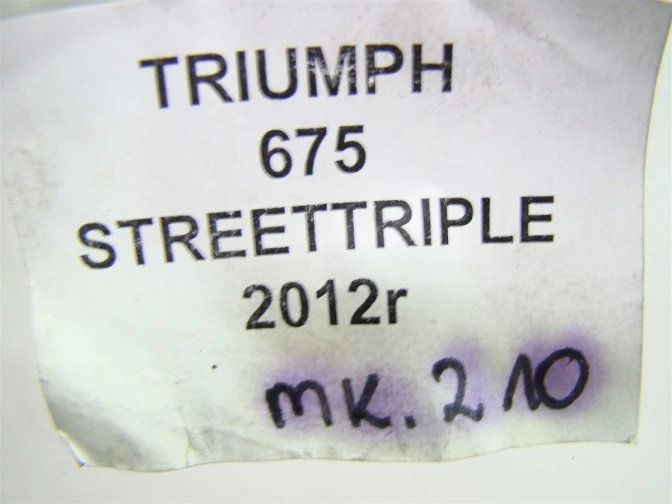 TRIUMPH
675
STREETTRIPLE
2012r
mK. 210